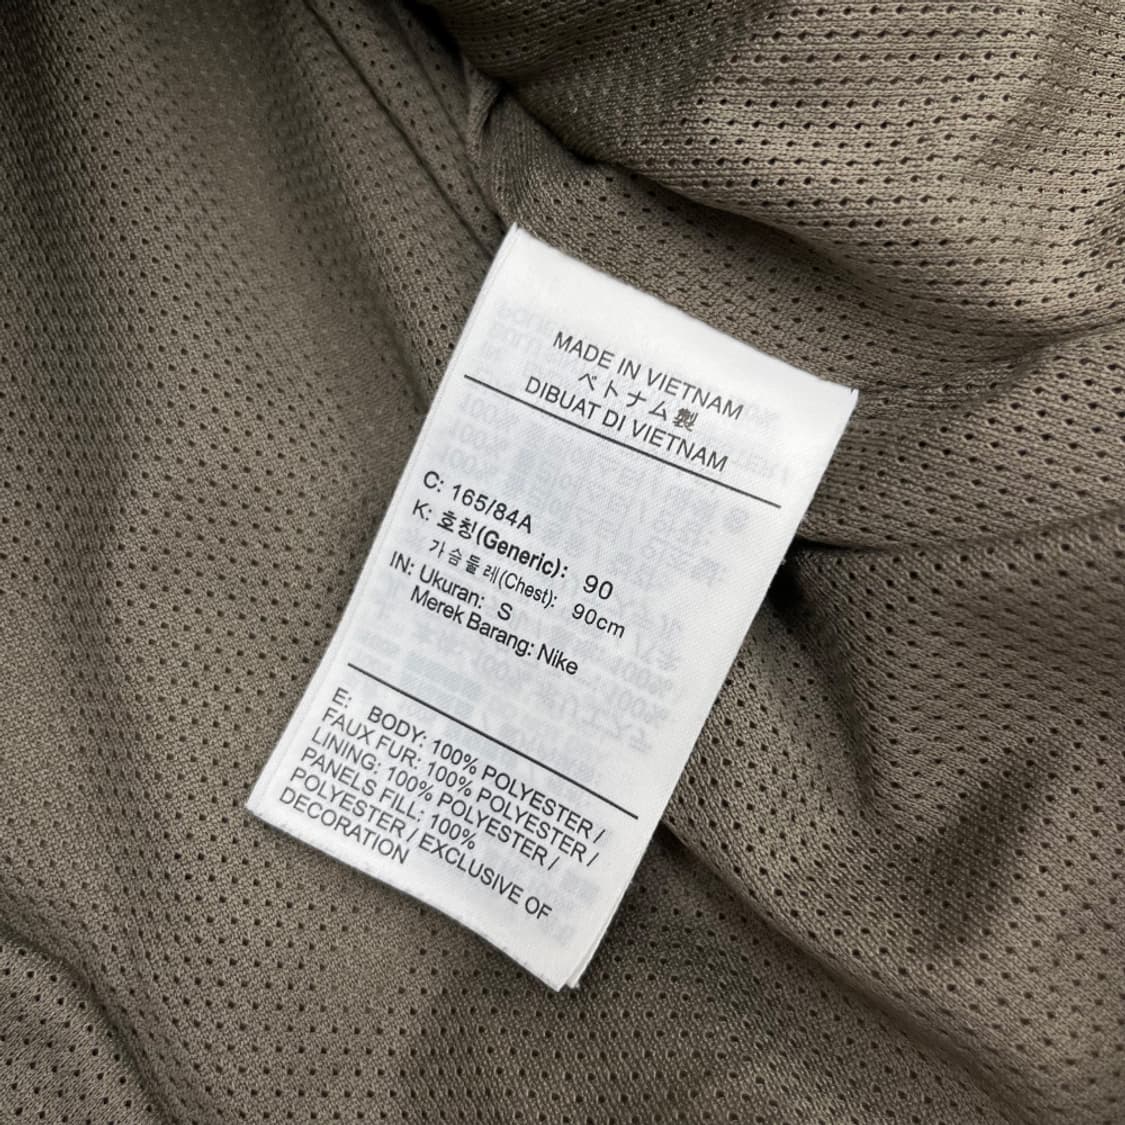 MADE IN VIETNAM
ベトナム製
DIBUAT DI VIETNAM
C: 165/84A
K: 호칭(Generic): 90
가슴둘레(Chest): 90cm
IN: Ukuran: S
Merek Barang: Nike
E: BODY: 100% POLYESTER /
FAUX FUR: 100% POLYESTER /
LINING: 100% POLYESTER /
PANELS FILL: 100%
POLYESTER / EXCLUSIVE OF
DECORATION